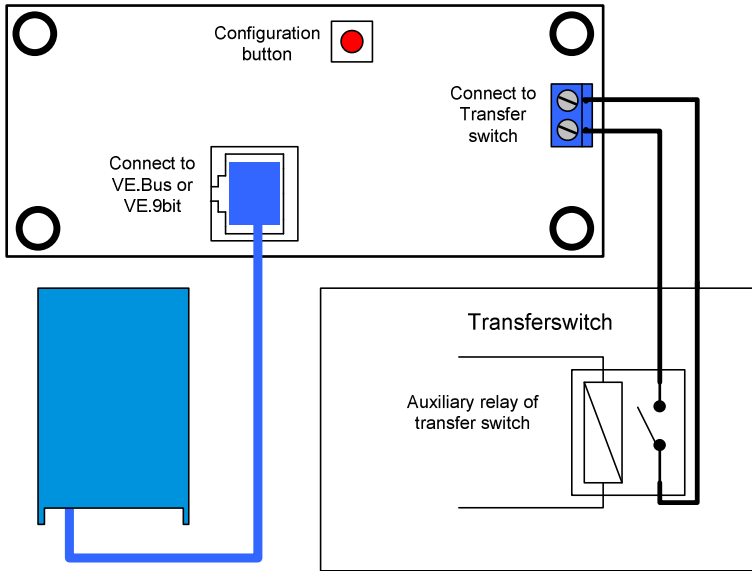 Configuration
button
Connect to
Transfer
switch
Connect to
VE.Bus or
VE.9bit
Transferswitch
Auxiliary relay of
transfer switch